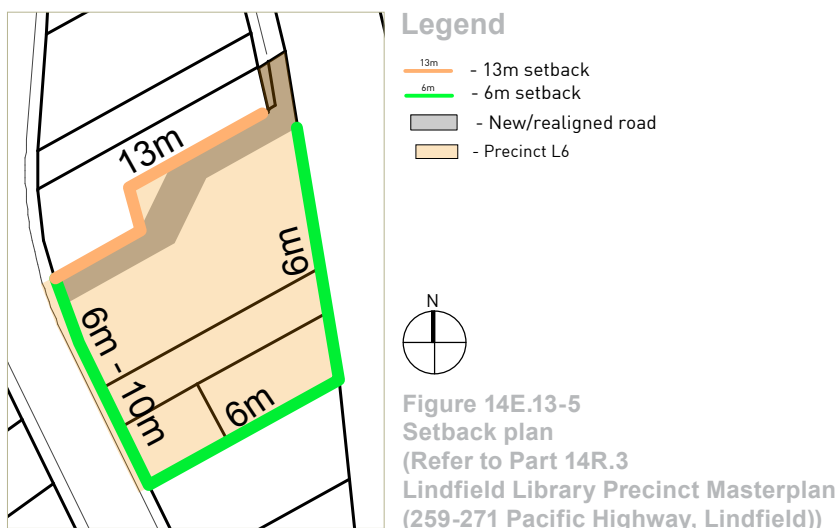 13m
6m
6m - 10m
6m
Legend
13m - 13m setback
6m - 6m setback
- New/realigned road
- Precinct L6
N
Figure 14E.13-5
Setback plan
(Refer to Part 14R.3
Lindfield Library Precinct Masterplan
(259-271 Pacific Highway, Lindfield))